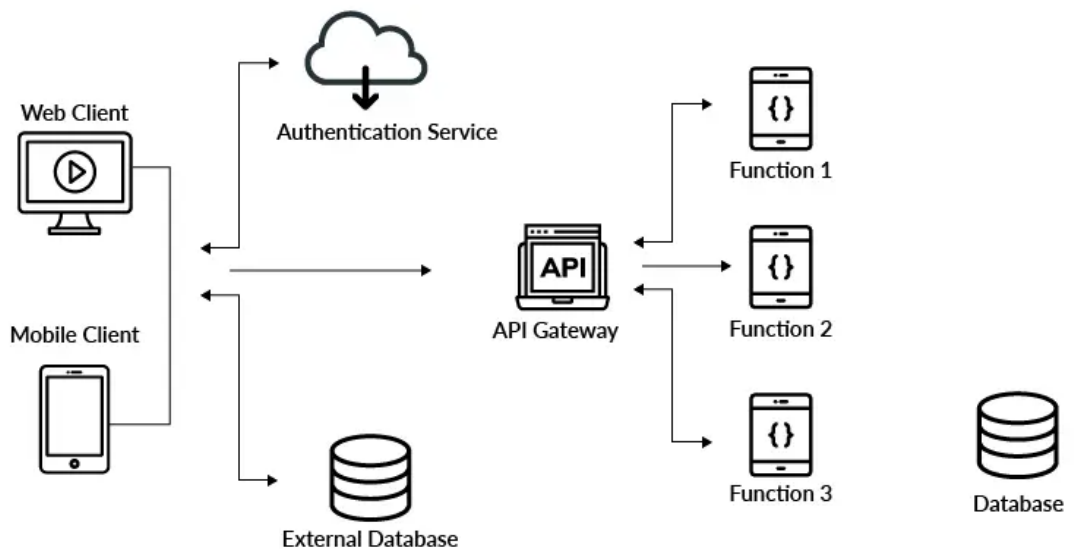 Web Client
Authentication Service
Mobile Client
External Database
API
API Gateway
{}
Function 1
{}
Function 2
{}
Function 3
Database